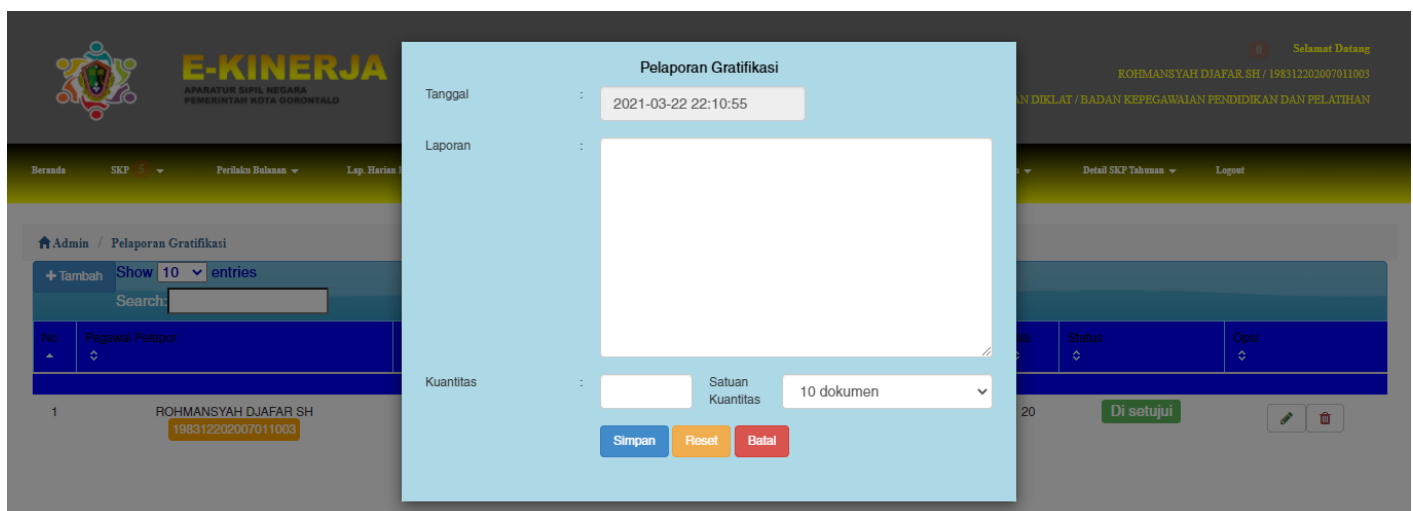 E-KINERJA
APARATUR SIPIL NEGARA
PEMERINTAH KOTA GORONTALO
0 Selamat Datang
ROHMANSYAH DJAFAR SH / 198312202007011003
AN DIKLAT / BADAN KEPEGAWAIAN PENDIDIKAN DAN PELATIHAN
Beranda SKP 5 Perilaku Bulanan Lap. Harian Detail SKP Tahunan Logout
Admin / Pelaporan Gratifikasi
Tambah Show 10 entries
Search:
No Pegawai Pelapor Status Opsi
1 ROHMANSYAH DJAFAR SH 20 Di setujui
198312202007011003
Pelaporan Gratifikasi
Tanggal : 2021-03-22 22:10:55
Laporan :
Kuantitas : Satuan Kuantitas 10 dokumen
Simpan Reset Batal